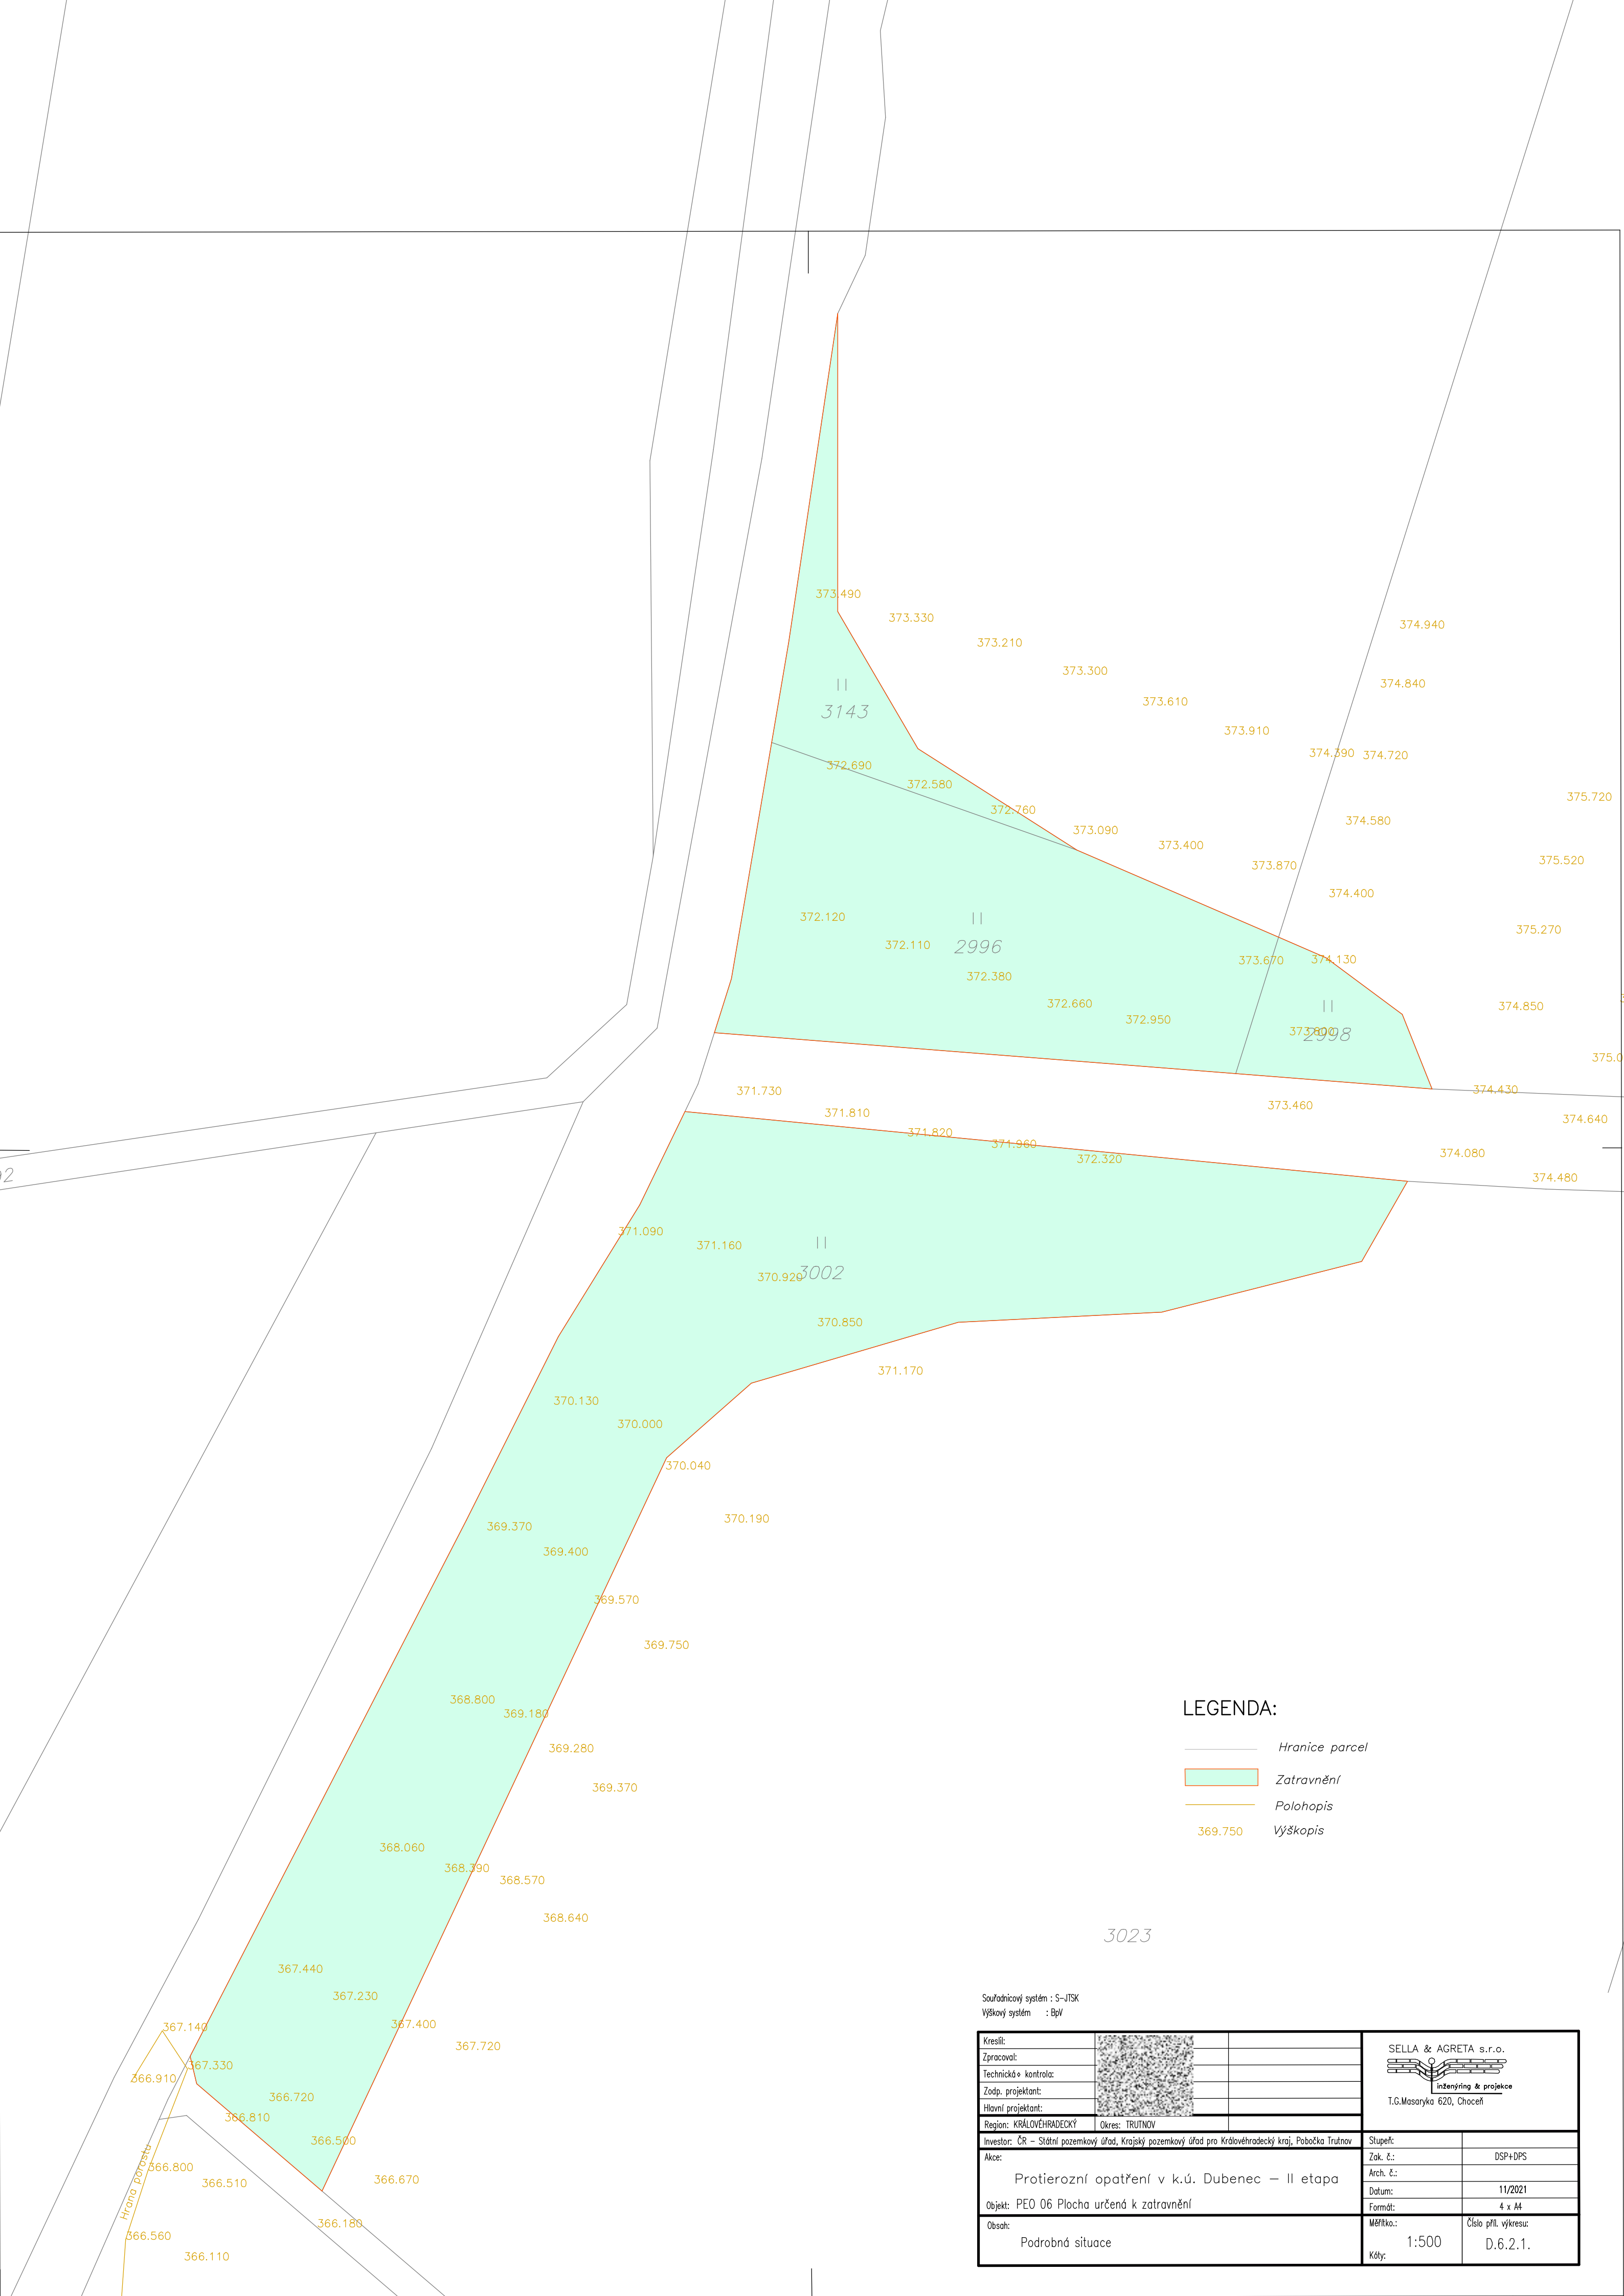 373.490
373.330
373.210
374.940
373.300
374.840
3143
373.610
373.910
374.390
374.720
372.690
372.580
375.720
372.760
374.580
373.090
373.400
375.520
373.870
374.400
372.120
375.270
372.110
2996
373.670
374.130
372.380
372.660
374.850
372.950
2998
371.730
374.430
373.460
371.810
374.640
371.820
371.960
374.080
372.320
374.480
371.090
371.160
3002
370.920
370.850
371.170
370.130
370.000
370.040
370.190
369.370
369.400
369.570
369.750
368.800
369.180
LEGENDA:
369.280
Hranice parcel
Zatravnění
369.370
Polohopis
369.750 Výškopis
368.060
368.390
368.570
368.640
3023
367.440
367.230
Souřadnicový systém : S-JTSK
Výškový systém : BpV
367.140
367.400
367.720
367.330
366.910
366.720
366.810
366.500
366.800
366.670
366.510
Hrana porostu
366.180
366.560
366.110
Kreslil:
Zpracoval:
Technická kontrola:
Zodp. projektant:
Hlavní projektant:
Region: KRÁLOVÉHRADECKÝ Okres: TRUTNOV
SELLA & AGRETA s.r.o.
inženýring & projekce
T.G.Masaryka 620, Choceň
Investor: ČR – Státní pozemkový úřad, Krajský pozemkový úřad pro Královéhradecký kraj, Pobočka Trutnov
Akce:
Protierozní opatření v k.ú. Dubenec – II etapa
Objekt: PEO 06 Plocha určená k zatravnění
Obsah:
Podrobná situace
Stupeň:
Zak. č.: DSP+DPS
Arch. č.:
Datum: 11/2021
Formát: 4 x A4
Měřítko.: 1:500
Kóty:
Číslo příl. výkresu:
D.6.2.1.